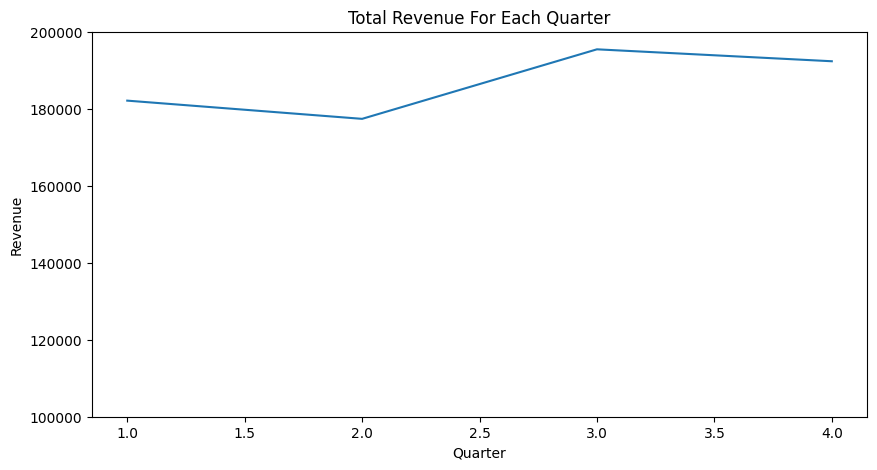 Total Revenue For Each Quarter
200000
180000
160000
140000
120000
100000
Revenue
1.0 1.5 2.0 2.5 3.0 3.5 4.0
Quarter